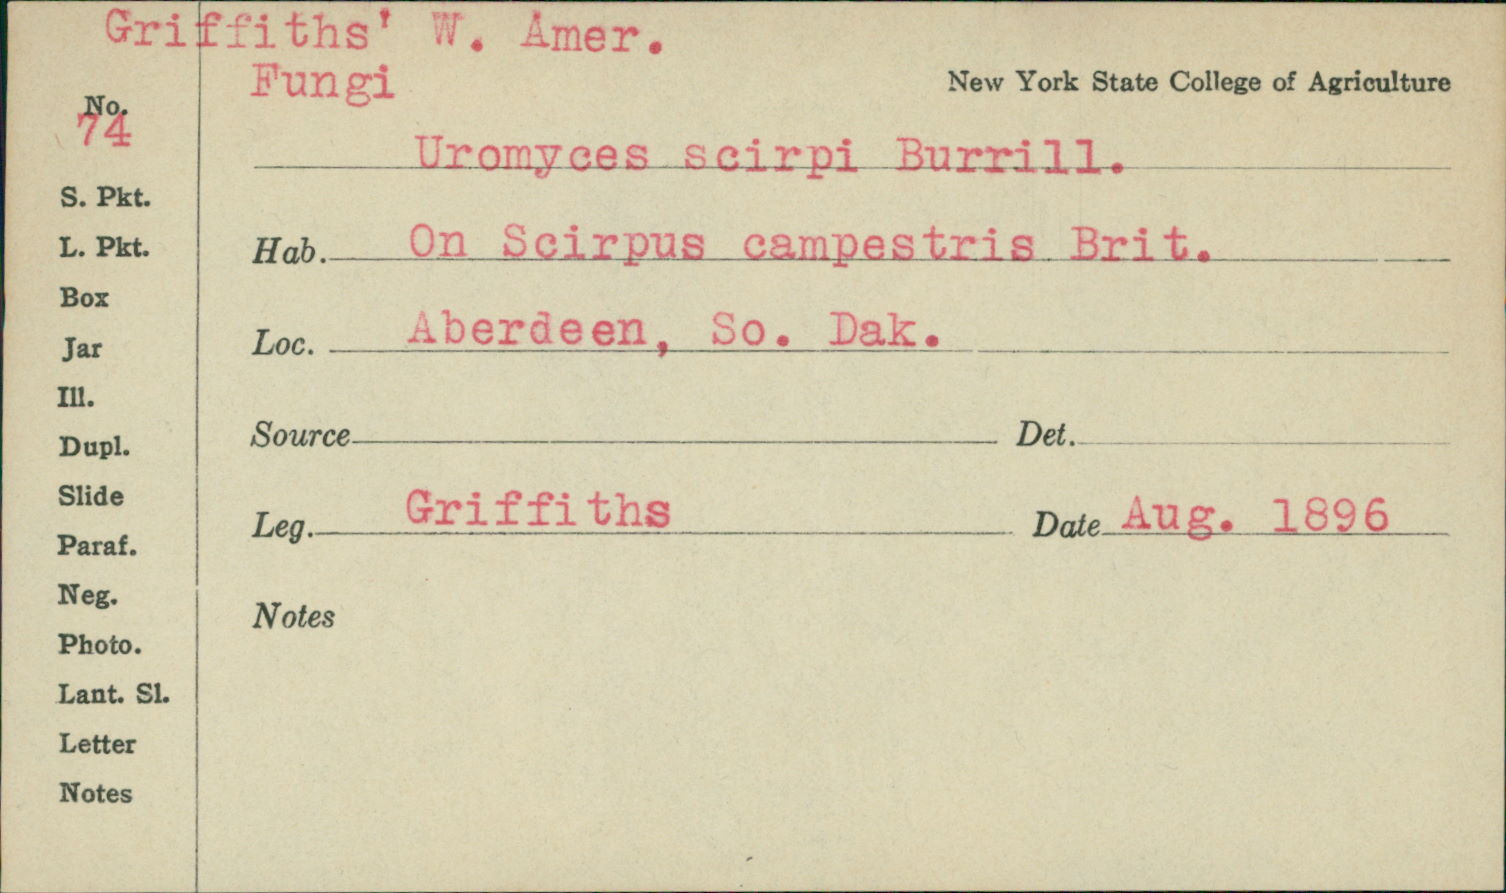 Griffiths' W. Amer.
Fungi
New York State College of Agriculture
No.
74
Uromyces scirpi Burrill.
S. Pkt.
L. Pkt.
Hab. On Scirpus campestris Brit.
Box
Jar
Loc. Aberdeen, So. Dak.
Ill.
Dupl.
Source Det.
Slide
Leg. Griffiths Date Aug. 1896
Paraf.
Neg.
Notes
Photo.
Lant. Sl.
Letter
Notes